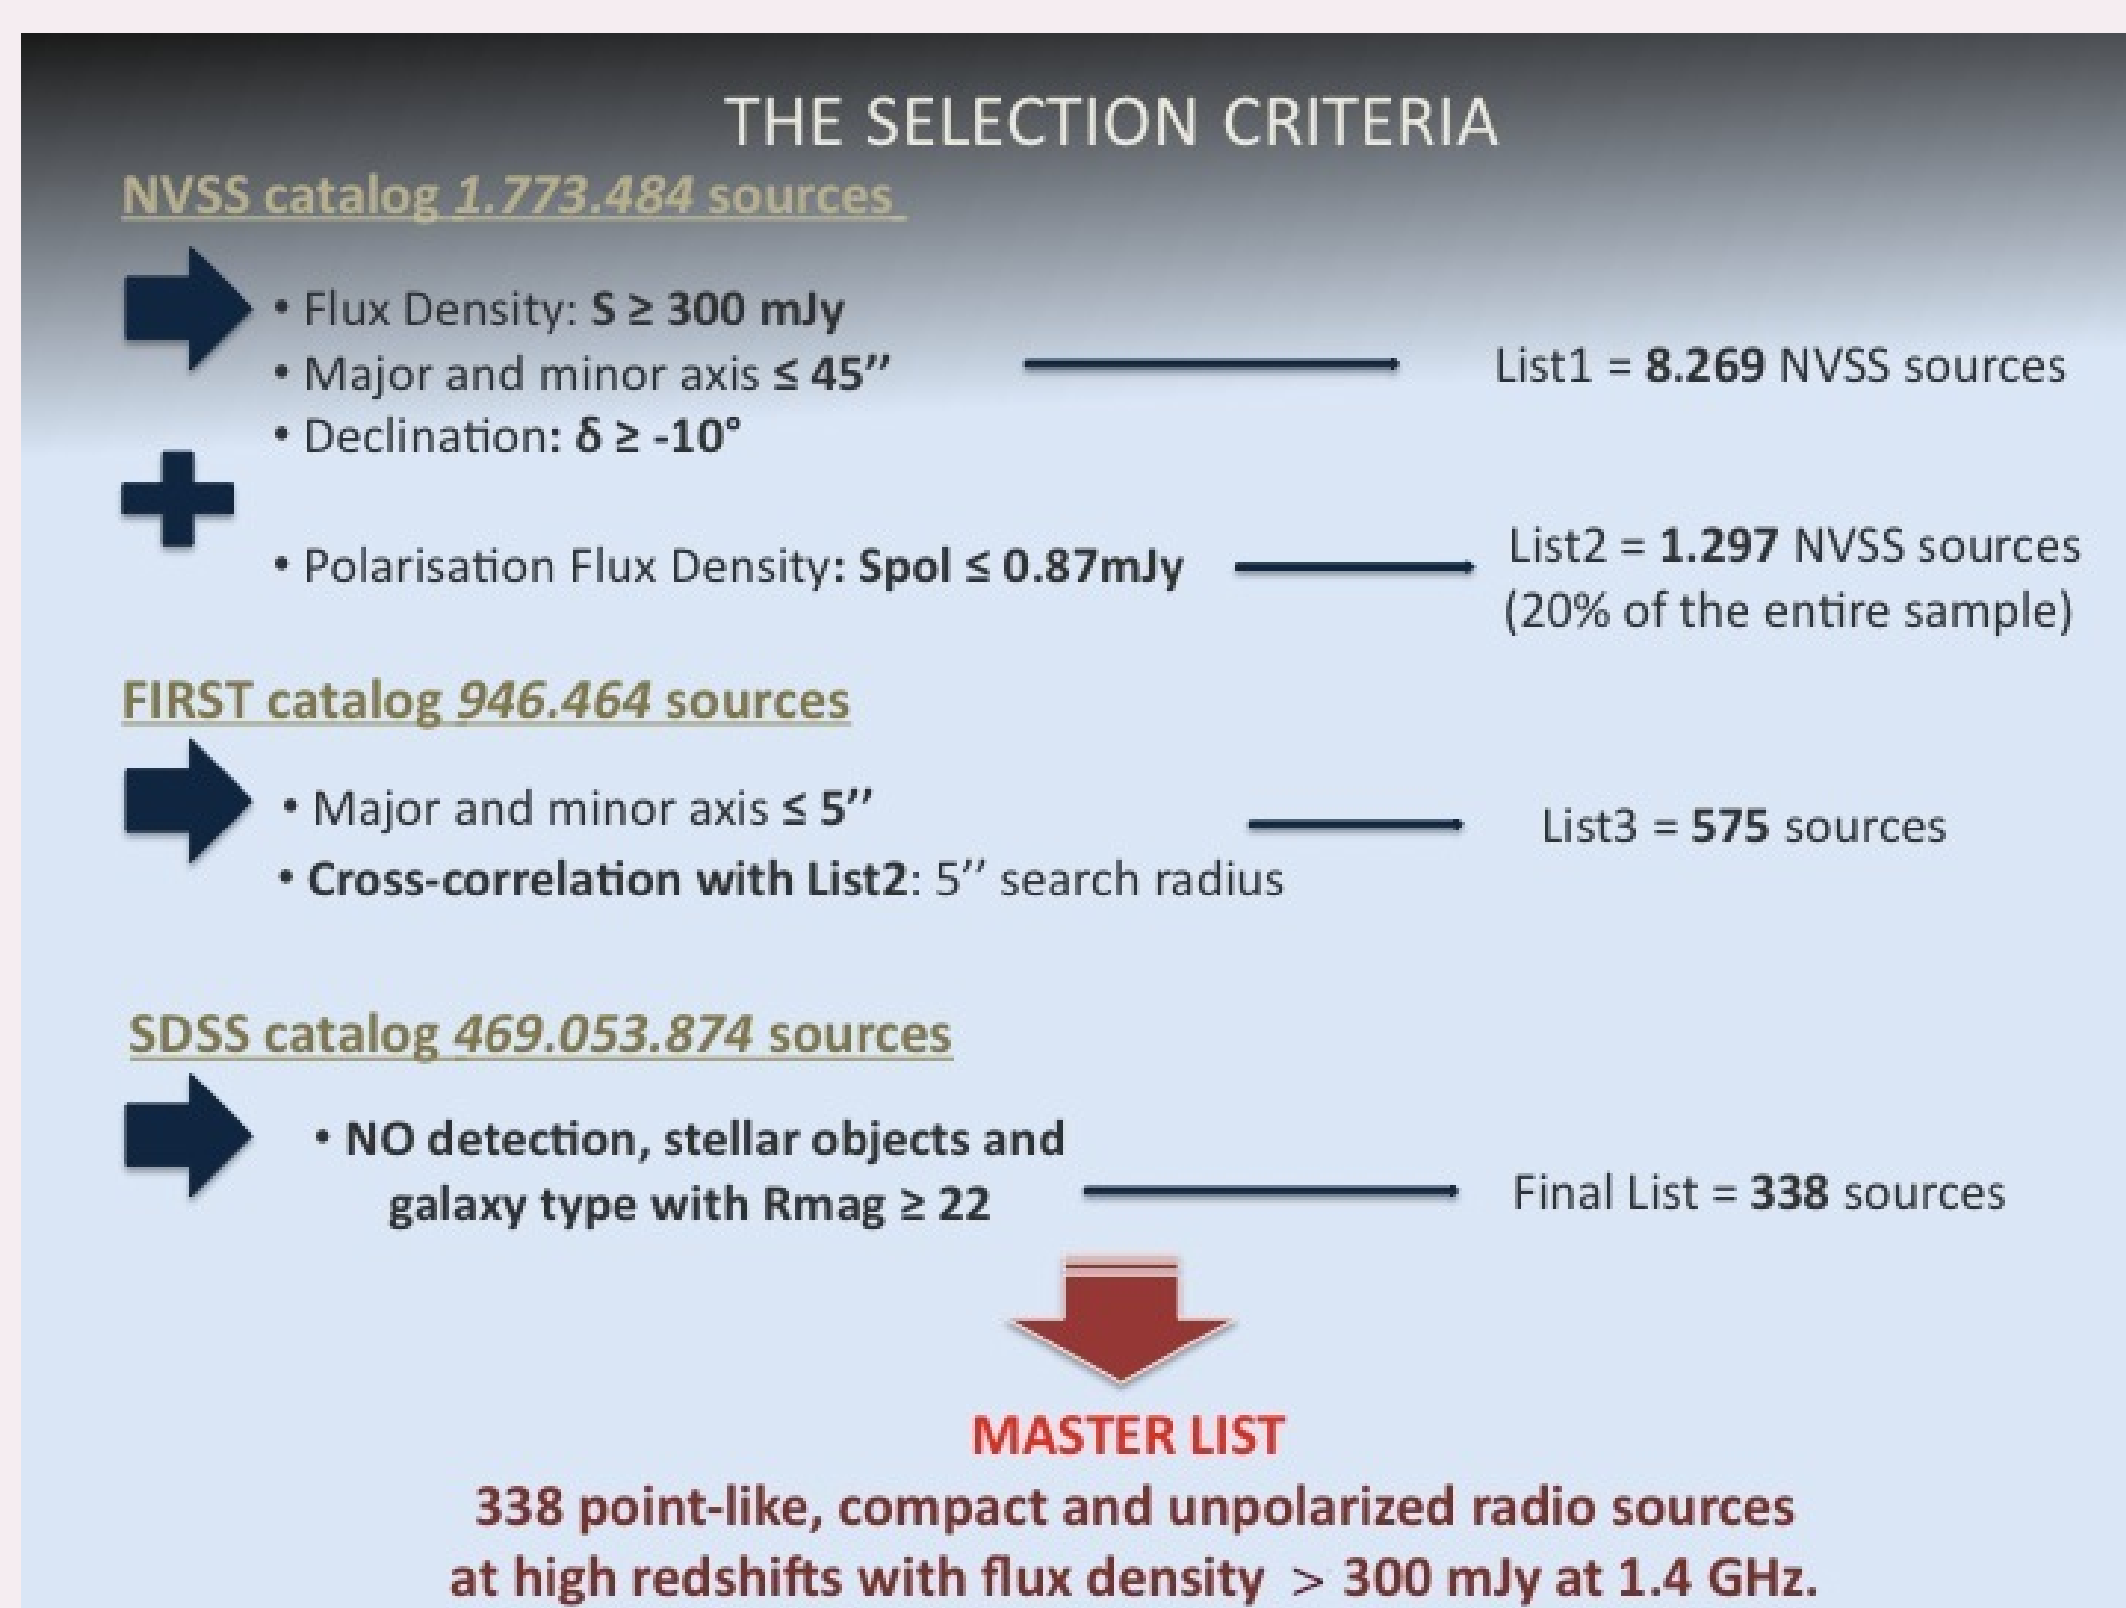 THE SELECTION CRITERIA
NVSS catalog 1.773.484 sources
• Flux Density: S ≥ 300 mJy
• Major and minor axis ≤ 45’’
• Declination: δ ≥ -10°
List1 = 8.269 NVSS sources
• Polarisation Flux Density: Spol ≤ 0.87mJy
List2 = 1.297 NVSS sources
(20% of the entire sample)
FIRST catalog 946.464 sources
• Major and minor axis ≤ 5’’
• Cross-correlation with List2: 5’’ search radius
List3 = 575 sources
SDSS catalog 469.053.874 sources
• NO detection, stellar objects and
galaxy type with Rmag ≥ 22
Final List = 338 sources
MASTER LIST
338 point-like, compact and unpolarized radio sources
at high redshifts with flux density > 300 mJy at 1.4 GHz.